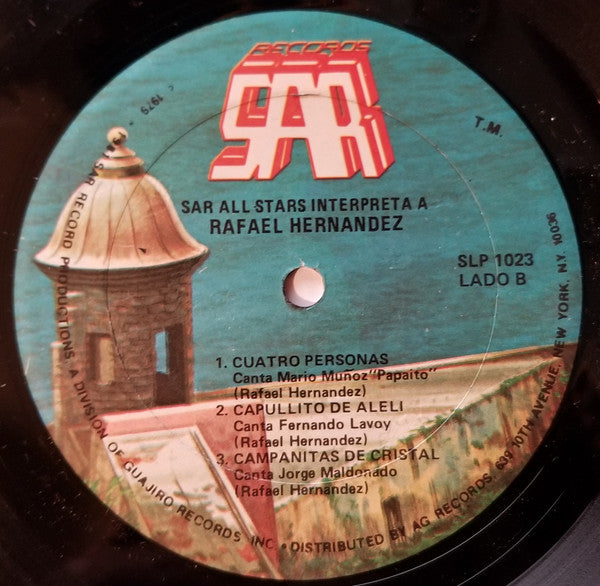 RECORDS
SAR
T.M.
SAR ALL STARS INTERPRETA A
RAFAEL HERNANDEZ
SLP 1023
LADO B
1. CUATRO PERSONAS
Canta Mario Muñoz "Papaito"
(Rafael Hernandez)
2. CAPULLITO DE ALELI
Canta Fernando Lavoy
(Rafael Hernandez)
3. CAMPANITAS DE CRISTAL
Canta Jorge Maldonado
(Rafael Hernandez)
c 1979 SAR RECORD PRODUCTIONS, A DIVISION OF GUAJIRO RECORDS INC. • DISTRIBUTED BY AG RECORDS, 639 10TH AVENUE, NEW YORK, N.Y. 10036